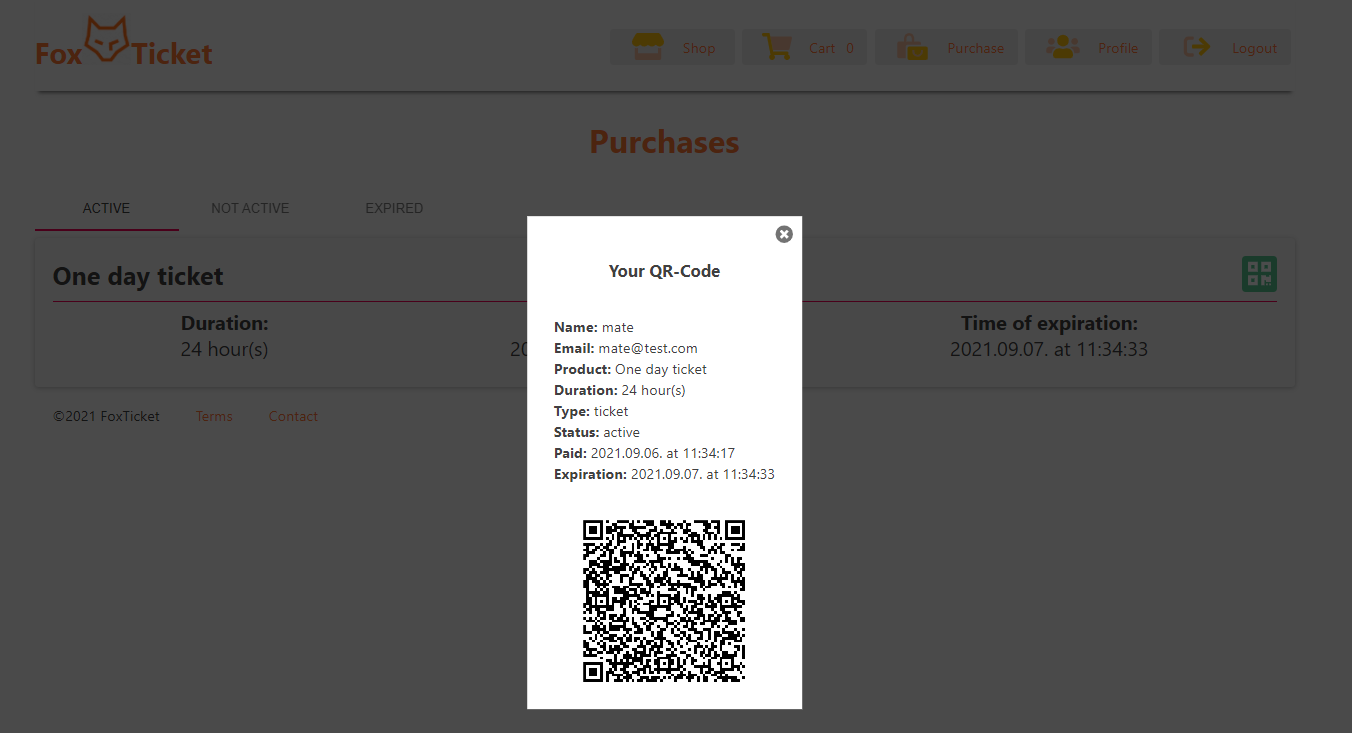 Fox Ticket
Shop
Cart 0
Purchase
Profile
Logout
Purchases
ACTIVE
NOT ACTIVE
EXPIRED
One day ticket
Duration:
24 hour(s)
Time of expiration:
2021.09.07. at 11:34:33
©2021 FoxTicket
Terms
Contact
Your QR-Code
Name: mate
Email: mate@test.com
Product: One day ticket
Duration: 24 hour(s)
Type: ticket
Status: active
Paid: 2021.09.06. at 11:34:17
Expiration: 2021.09.07. at 11:34:33